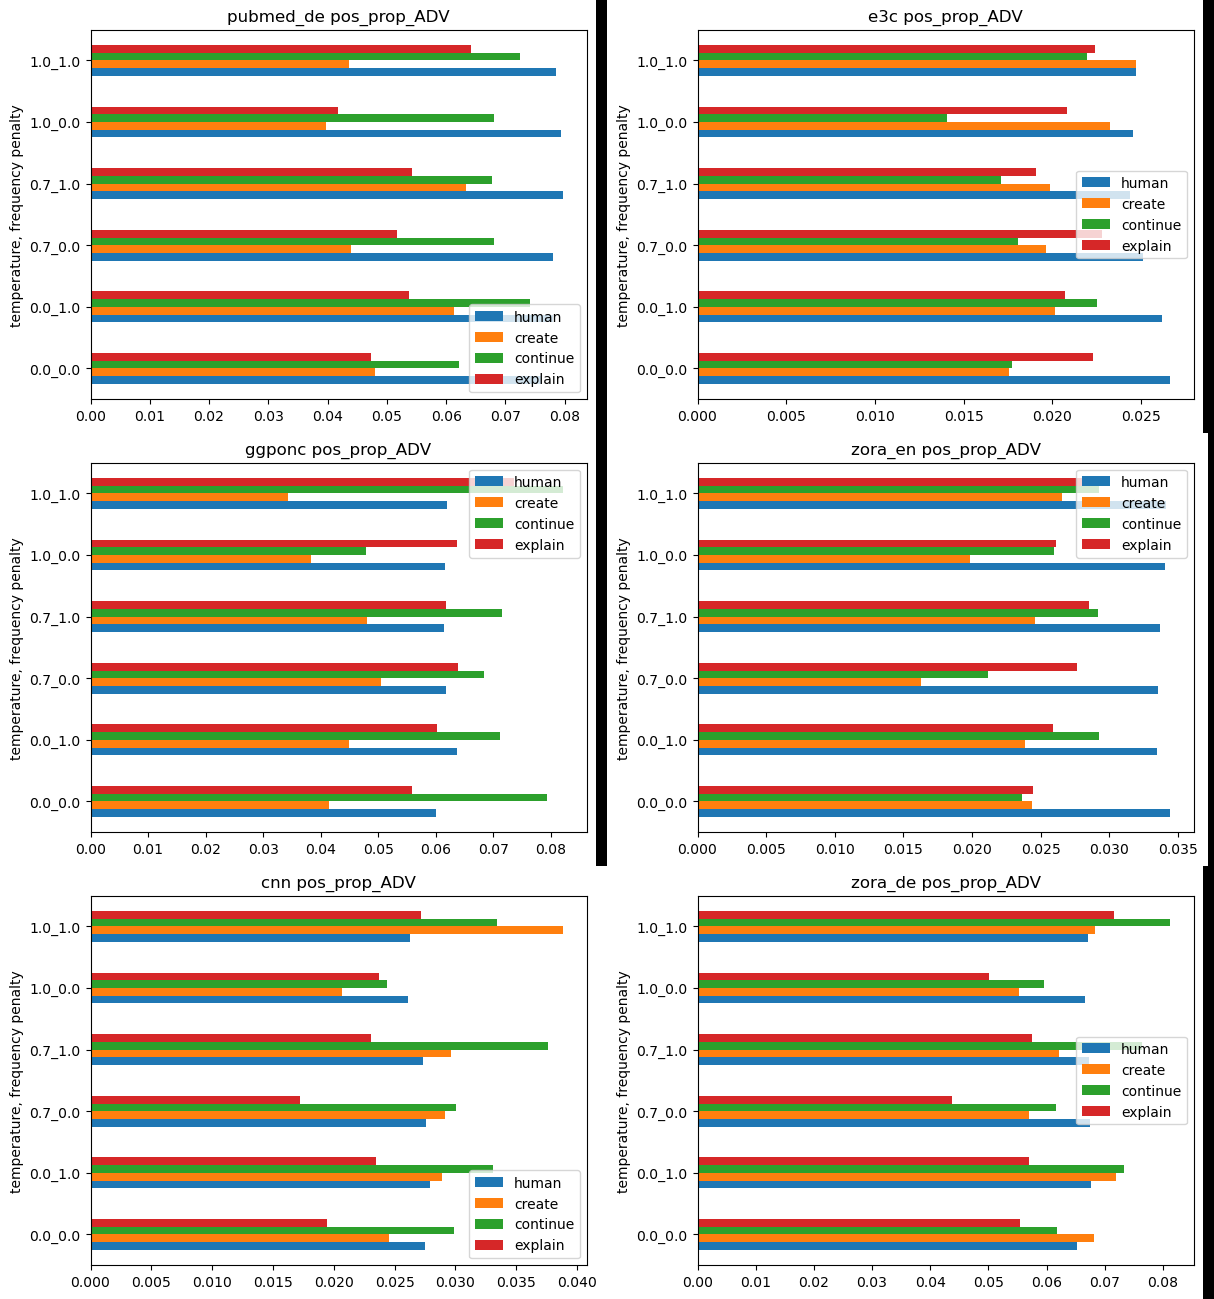 pubmed_de pos_prop_ADV
temperature, frequency penalty
1.0_1.0
1.0_0.0
0.7_1.0
0.7_0.0
0.0_1.0
0.0_0.0
human
create
continue
explain
0.00 0.01 0.02 0.03 0.04 0.05 0.06 0.07 0.08
e3c pos_prop_ADV
temperature, frequency penalty
1.0_1.0
1.0_0.0
0.7_1.0
0.7_0.0
0.0_1.0
0.0_0.0
human
create
continue
explain
0.000 0.005 0.010 0.015 0.020 0.025
ggponc pos_prop_ADV
temperature, frequency penalty
1.0_1.0
1.0_0.0
0.7_1.0
0.7_0.0
0.0_1.0
0.0_0.0
human
create
continue
explain
0.00 0.01 0.02 0.03 0.04 0.05 0.06 0.07 0.08
zora_en pos_prop_ADV
temperature, frequency penalty
1.0_1.0
1.0_0.0
0.7_1.0
0.7_0.0
0.0_1.0
0.0_0.0
human
create
continue
explain
0.000 0.005 0.010 0.015 0.020 0.025 0.030 0.035
cnn pos_prop_ADV
temperature, frequency penalty
1.0_1.0
1.0_0.0
0.7_1.0
0.7_0.0
0.0_1.0
0.0_0.0
human
create
continue
explain
0.000 0.005 0.010 0.015 0.020 0.025 0.030 0.035 0.040
zora_de pos_prop_ADV
temperature, frequency penalty
1.0_1.0
1.0_0.0
0.7_1.0
0.7_0.0
0.0_1.0
0.0_0.0
human
create
continue
explain
0.00 0.01 0.02 0.03 0.04 0.05 0.06 0.07 0.08